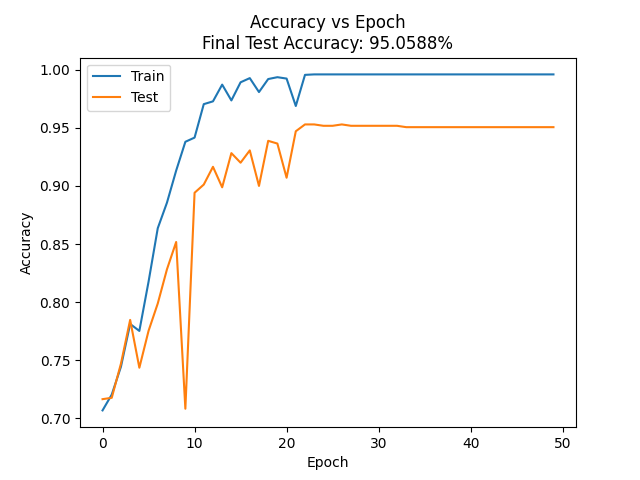 Accuracy vs Epoch
Final Test Accuracy: 95.0588%
Train
Test
1.00
0.95
0.90
0.85
0.80
0.75
0.70
Accuracy
0
10
20
30
40
50
Epoch